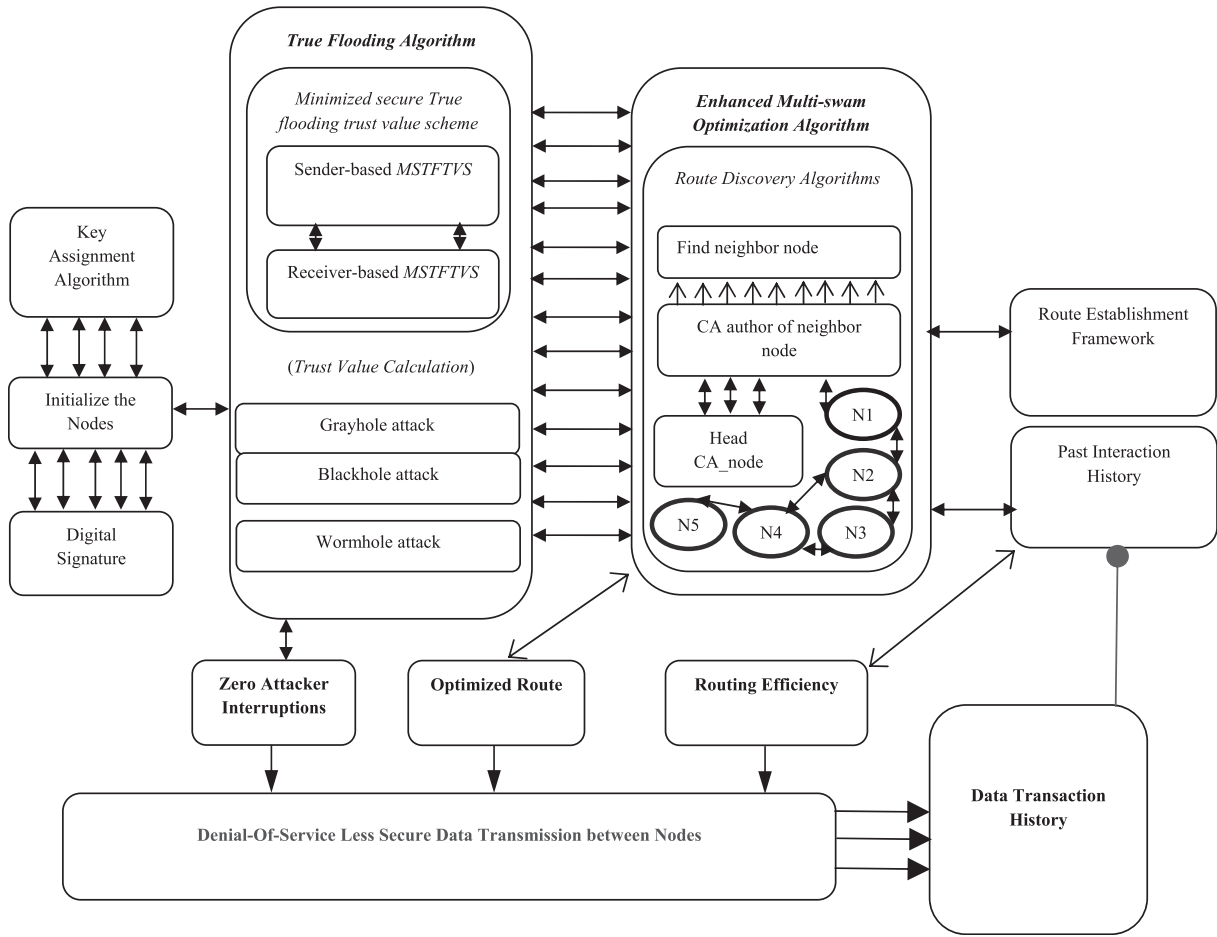 True Flooding Algorithm
Minimized secure True
flooding trust value scheme
Sender-based MSTFTVS
Receiver-based MSTFTVS
(Trust Value Calculation)
Grayhole attack
Blackhole attack
Wormhole attack
Key
Assignment
Algorithm
Initialize the
Nodes
Digital
Signature
Enhanced Multi-swam
Optimization Algorithm
Route Discovery Algorithms
Find neighbor node
CA author of neighbor
node
Head
CA_node
N1
N2
N3
N4
N5
Route Establishment
Framework
Past Interaction
History
Zero Attacker
Interruptions
Optimized Route
Routing Efficiency
Denial-Of-Service Less Secure Data Transmission between Nodes
Data Transaction
History